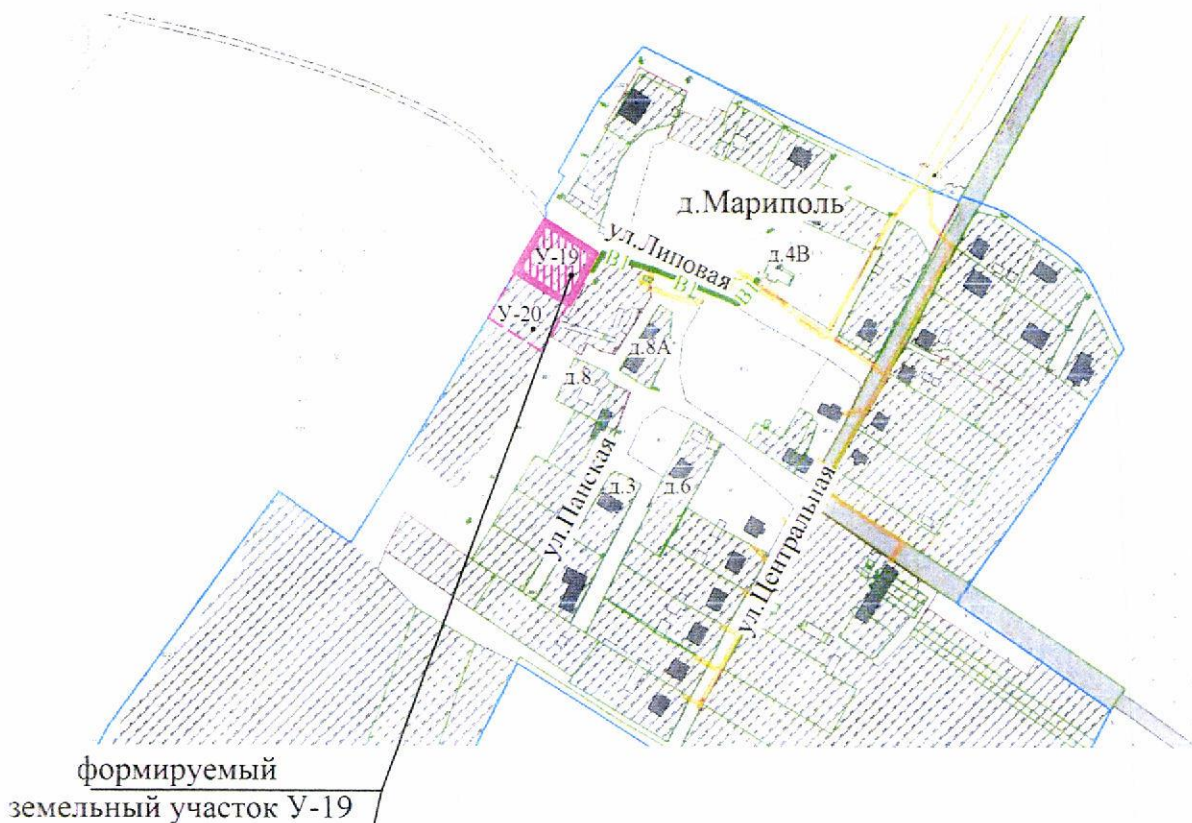 д.Мариполь
ул.Липовая
д.4В
У-19
В
В
В
У-20
д.8А
д.8
ул.Панская
д.3
д.6
ул.Центральная
формируемый
земельный участок У-19